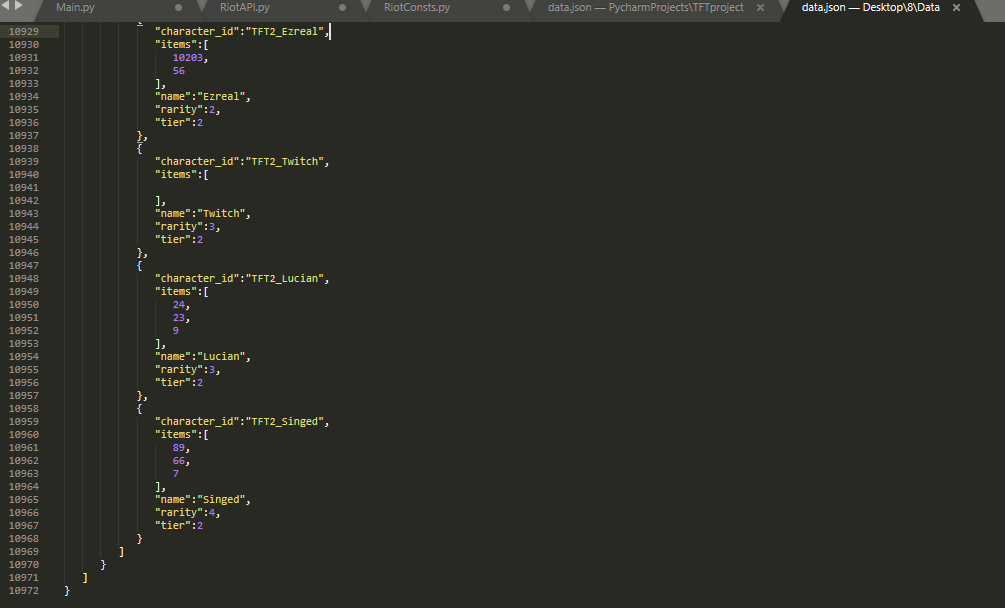 Main.py RiotAPI.py RiotConsts.py data.json — PycharmProjects\TFTproject data.json — Desktop\8\Data
10929 "character_id":"TFT2_Ezreal",
10930 "items":[
10931 10203,
10932 56
10933 ],
10934 "name":"Ezreal",
10935 "rarity":2,
10936 "tier":2
10937 },
10938 {
10939 "character_id":"TFT2_Twitch",
10940 "items":[
10941
10942 ],
10943 "name":"Twitch",
10944 "rarity":3,
10945 "tier":2
10946 },
10947 {
10948 "character_id":"TFT2_Lucian",
10949 "items":[
10950 24,
10951 23,
10952 9
10953 ],
10954 "name":"Lucian",
10955 "rarity":3,
10956 "tier":2
10957 },
10958 {
10959 "character_id":"TFT2_Singed",
10960 "items":[
10961 89,
10962 66,
10963 7
10964 ],
10965 "name":"Singed",
10966 "rarity":4,
10967 "tier":2
10968 }
10969 ]
10970 }
10971 ]
10972 }